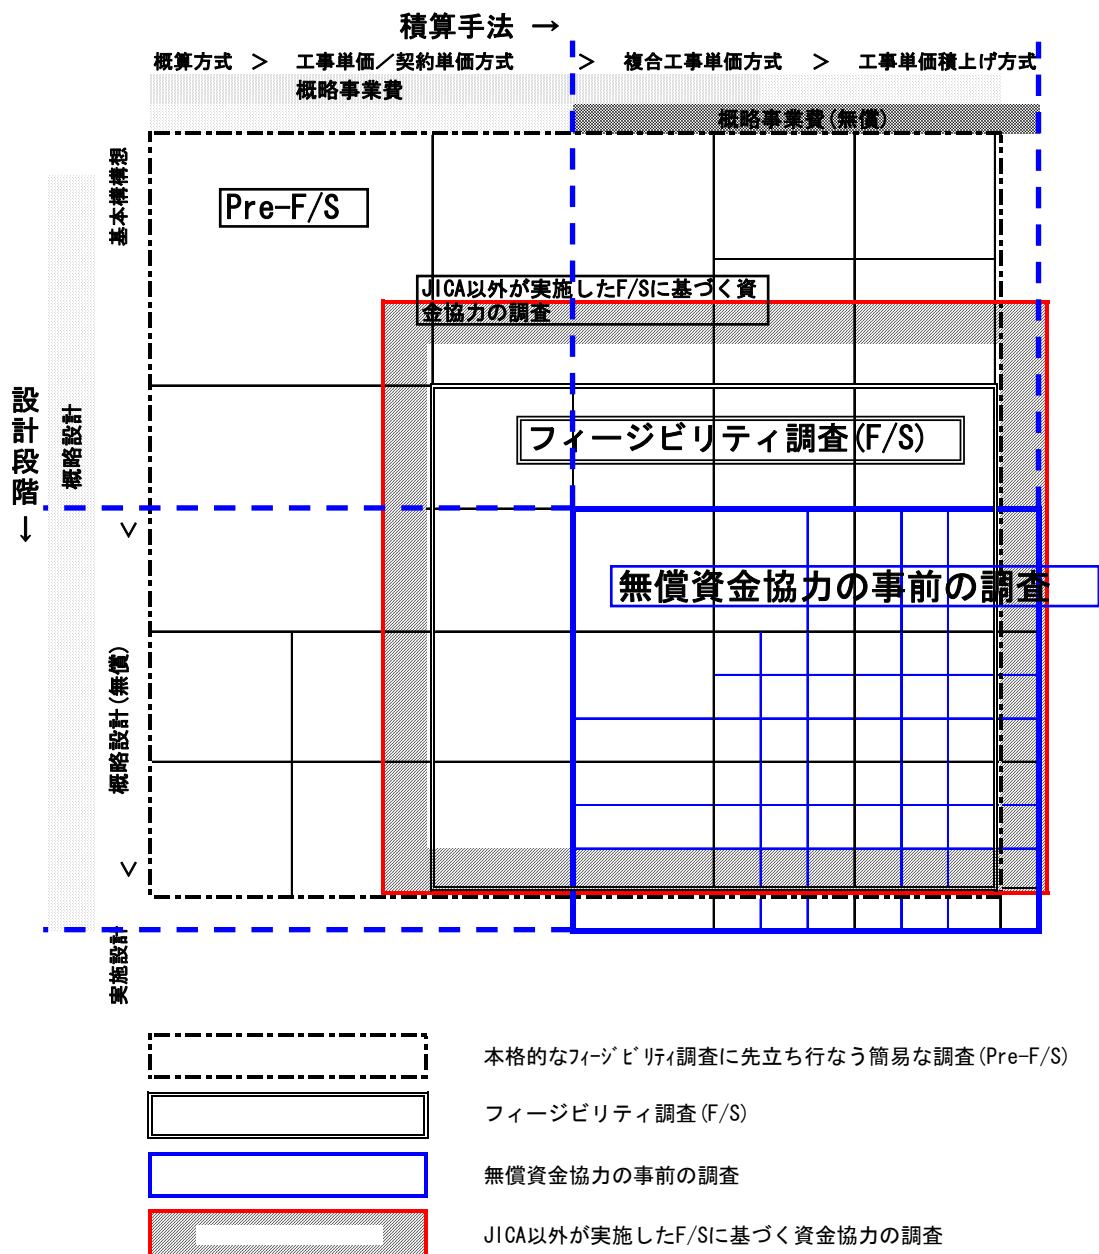 積算手法 →
概算方式 > 工事単価／契約単価方式 > 複合工事単価方式 > 工事単価積上げ方式
概略事業費
概略事業費(無償)
基本構構想
Pre-F/S
JICA以外が実施したF/Sに基づく資
金協力の調査
設計段階→
概略設計
フィージビリティ調査(F/S)
>
無償資金協力の事前の調査
概略設計(無償)
>
実施設計
本格的なﾌｨｰｼﾞﾋﾞﾘﾃｨ調査に先立ち行なう簡易な調査(Pre-F/S)
フィージビリティ調査(F/S)
無償資金協力の事前の調査
JICA以外が実施したF/Sに基づく資金協力の調査